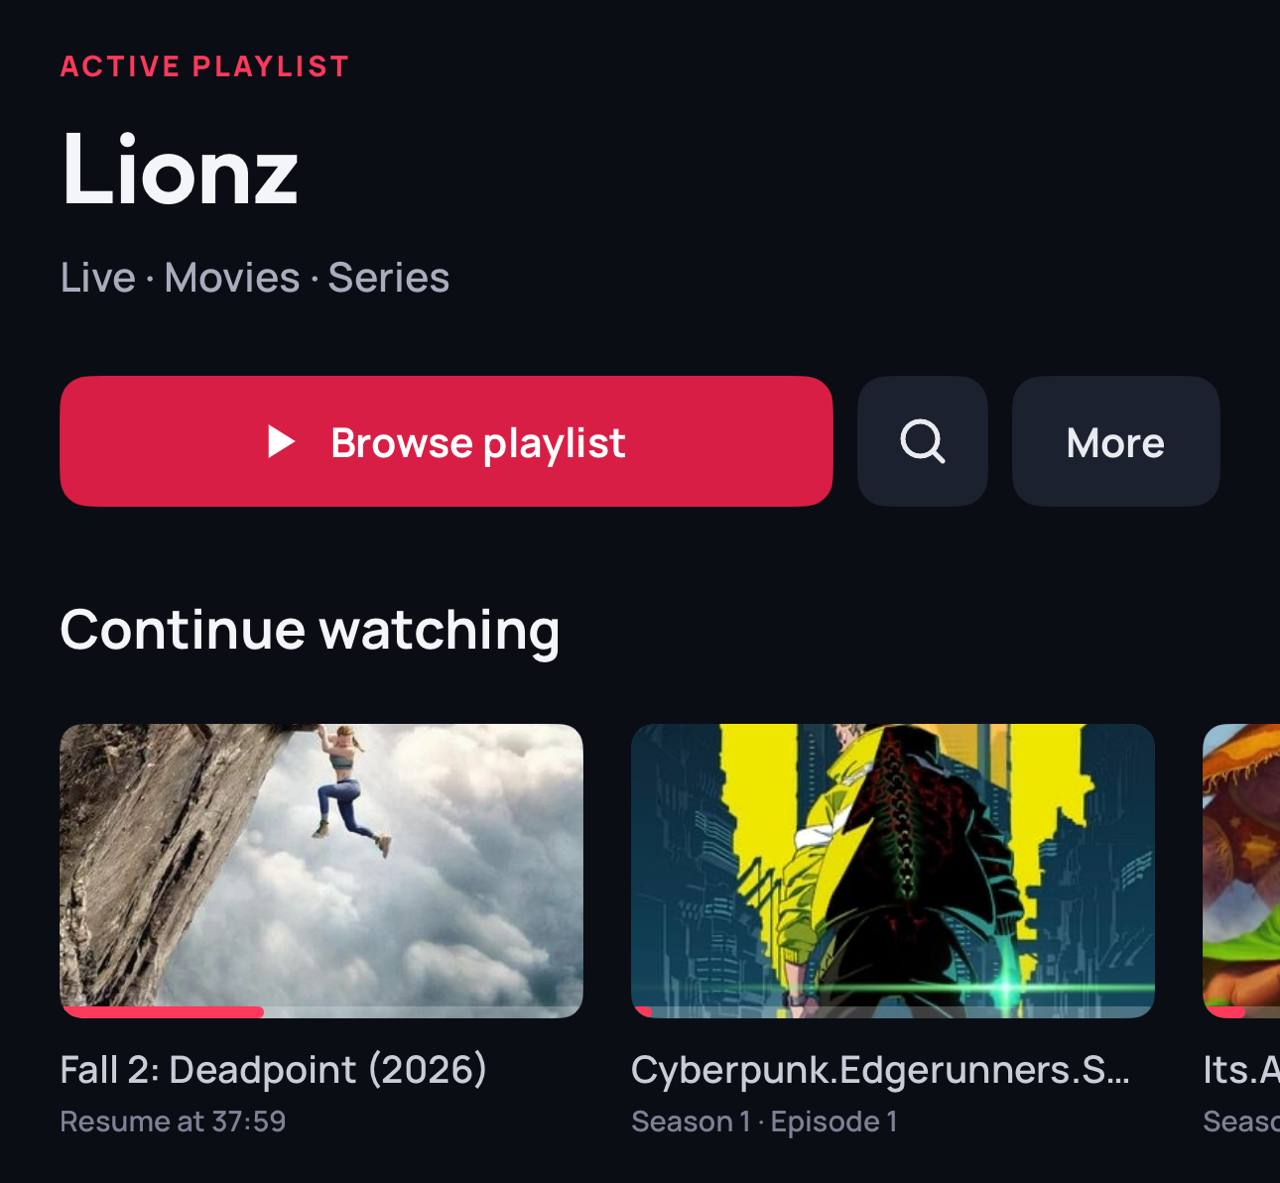 ACTIVE PLAYLIST
Lionz
Live · Movies · Series
Browse playlist
More
Continue watching
Fall 2: Deadpoint (2026)
Resume at 37:59
Cyberpunk.Edgerunners.S...
Season 1 · Episode 1
Its.A
Seaso